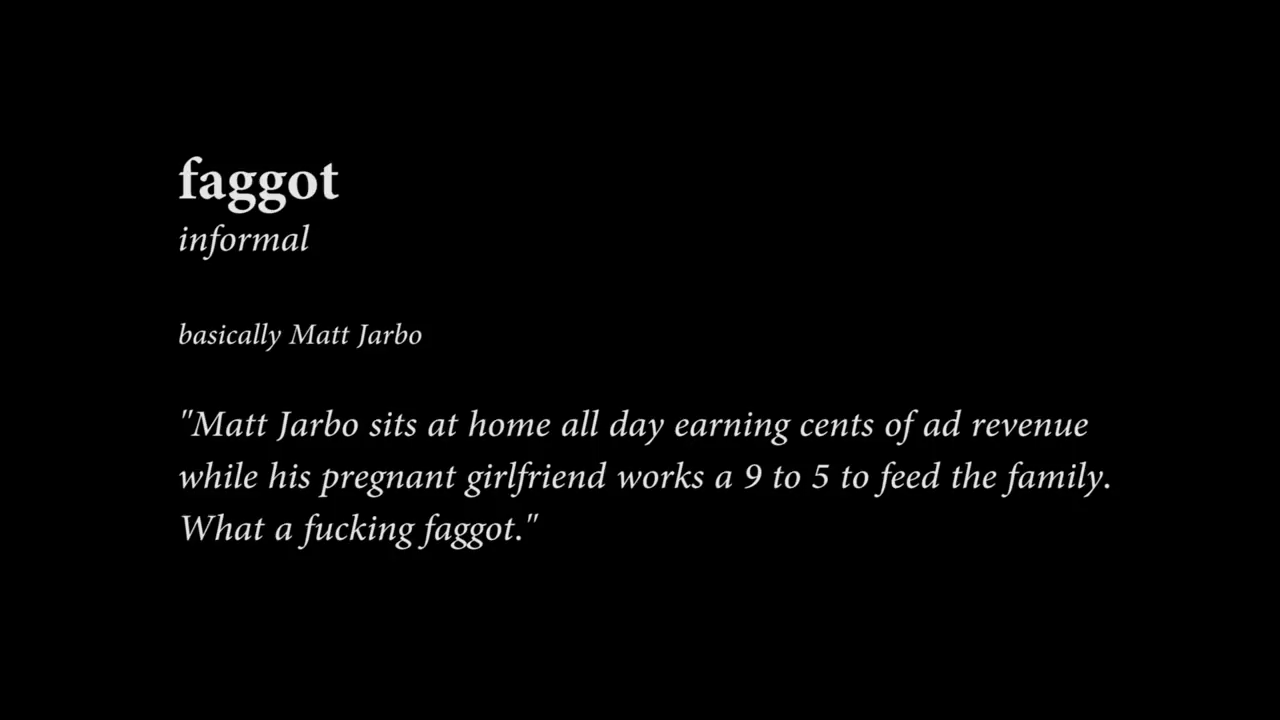 faggot
informal
basically Matt Jarbo
"Matt Jarbo sits at home all day earning cents of ad revenue
while his pregnant girlfriend works a 9 to 5 to feed the family.
What a fucking faggot."